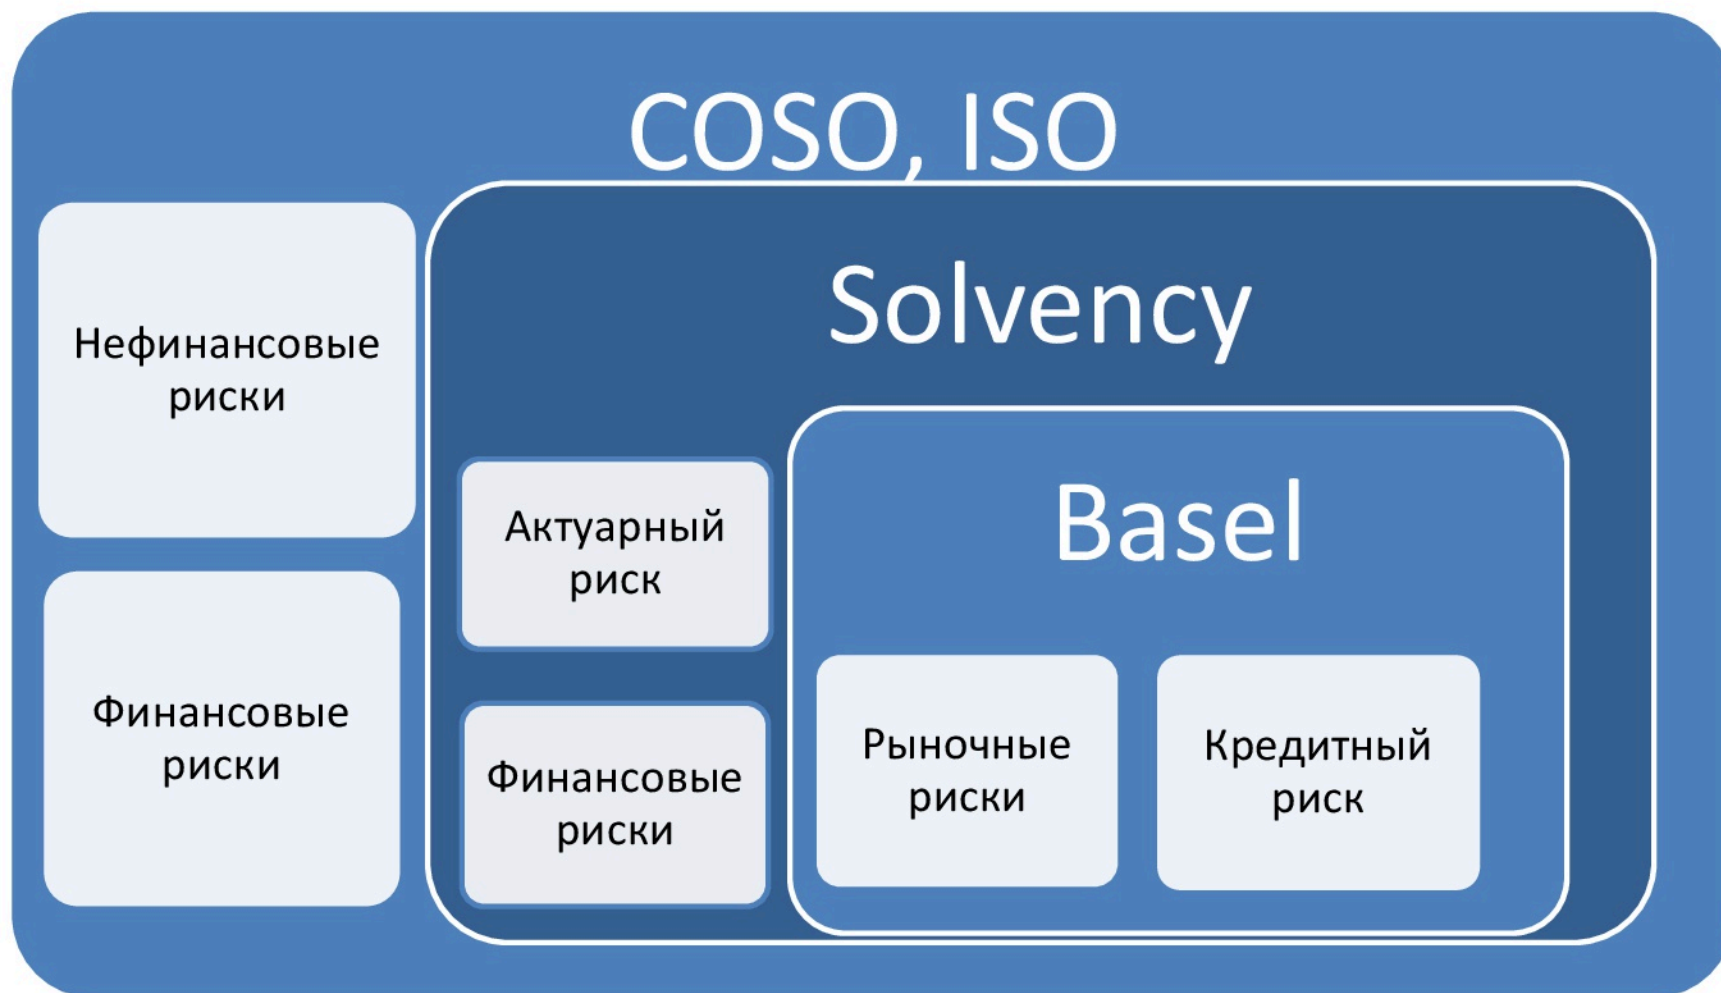 COSO, ISO
Solvency
Basel
Нефинансовые
риски
Финансовые
риски
Актуарный
риск
Финансовые
риски
Рыночные
риски
Кредитный
риск